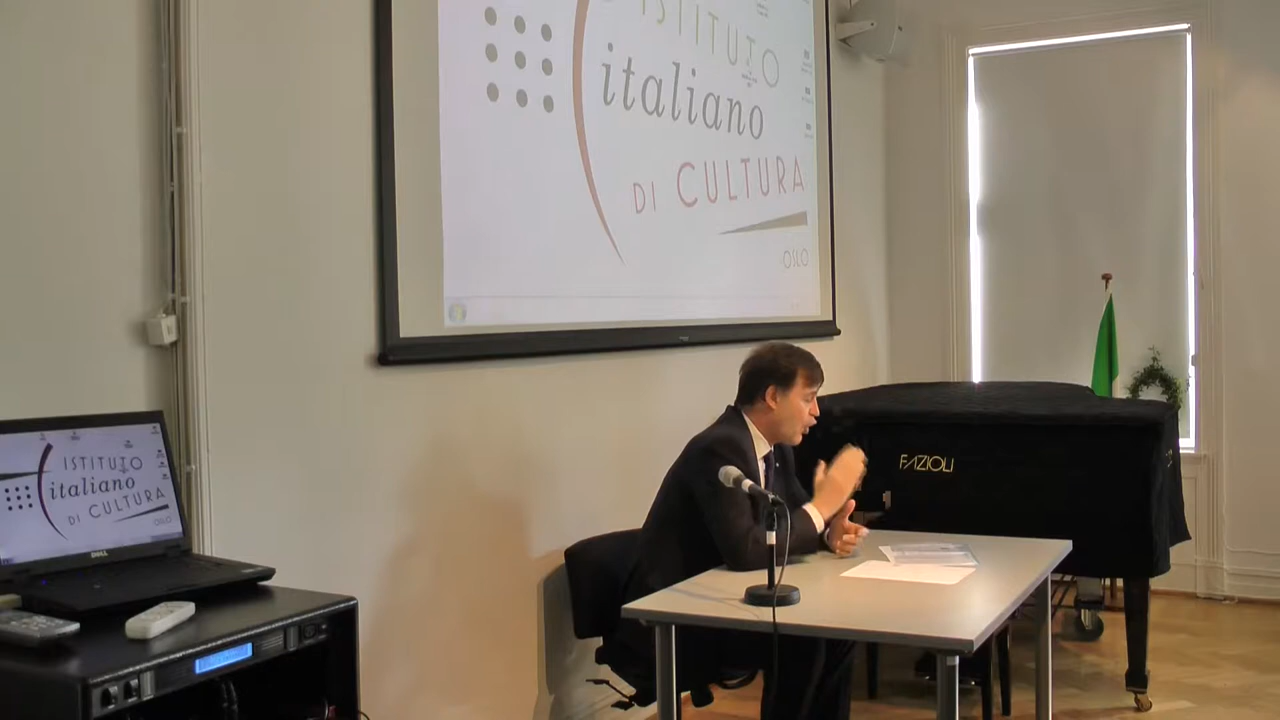 ISTITUTO
italiano
DI CULTURA
OSLO
FAZIOLI
ISTITUTO
italiano
DI CULTURA
OSLO
DELL